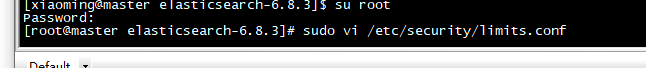 [xiaoming@master elasticsearch-6.8.3]$ su root
Password:
[root@master elasticsearch-6.8.3]# sudo vi /etc/security/limits.conf
Default